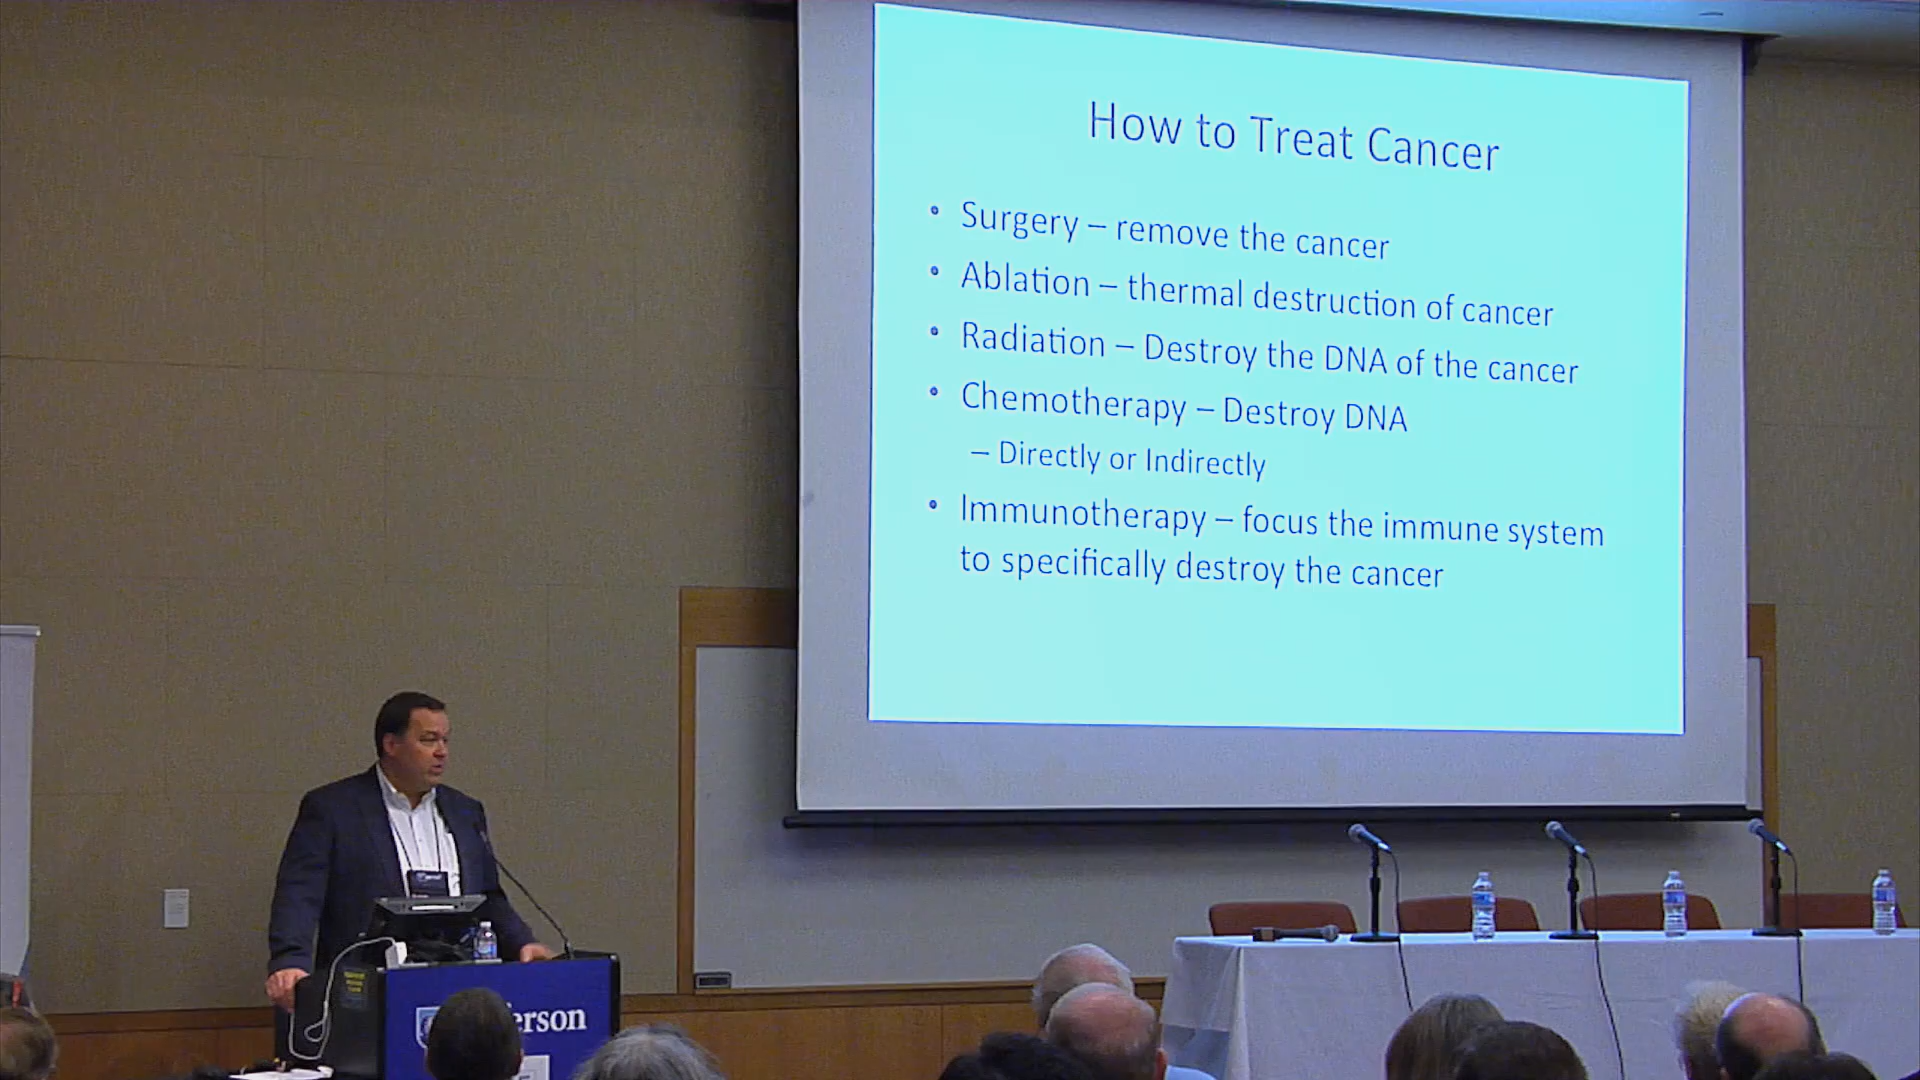 How to Treat Cancer
• Surgery – remove the cancer
• Ablation – thermal destruction of cancer
• Radiation – Destroy the DNA of the cancer
• Chemotherapy – Destroy DNA
– Directly or Indirectly
• Immunotherapy – focus the immune system
to specifically destroy the cancer
erson